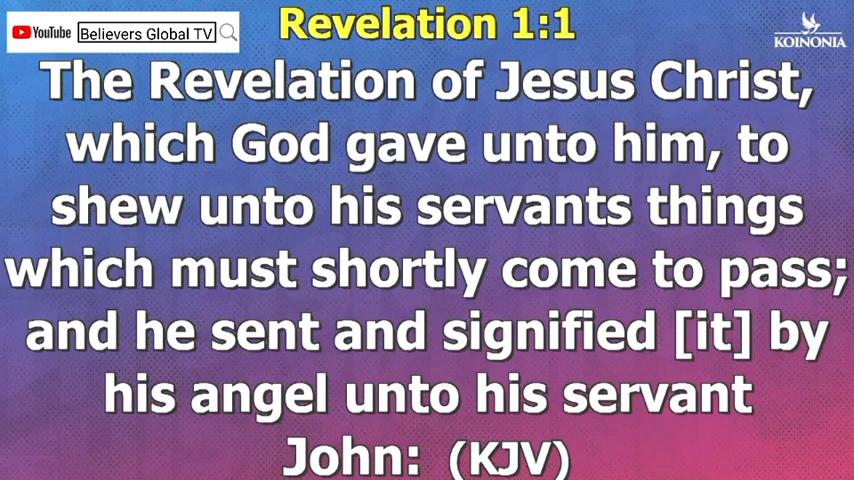 Revelation 1:1
YouTube
Believers Global TV
KOINONIA
The Revelation of Jesus Christ,
which God gave unto him, to
shew unto his servants things
which must shortly come to pass;
and he sent and signified [it] by
his angel unto his servant
John: (KJV)